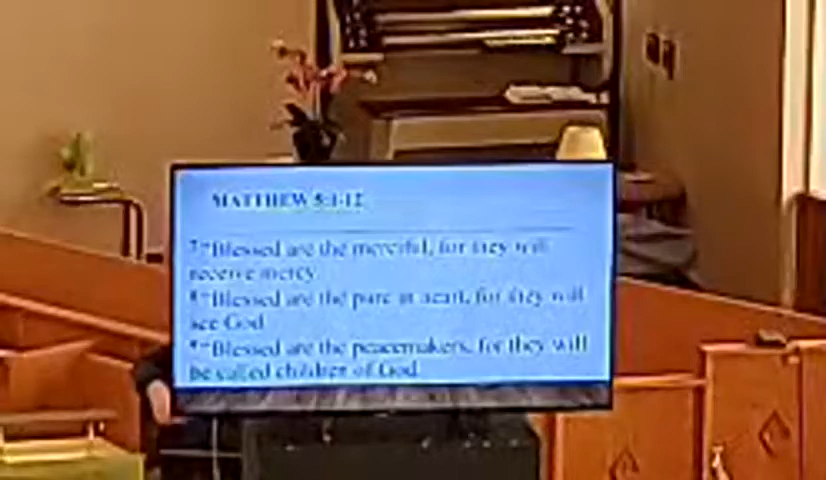 MATTHEW 5:1-12
7 "Blessed are the merciful, for they will
receive mercy.
8 "Blessed are the pure in heart, for they will
see God.
9 "Blessed are the peacemakers, for they will
be called children of God.